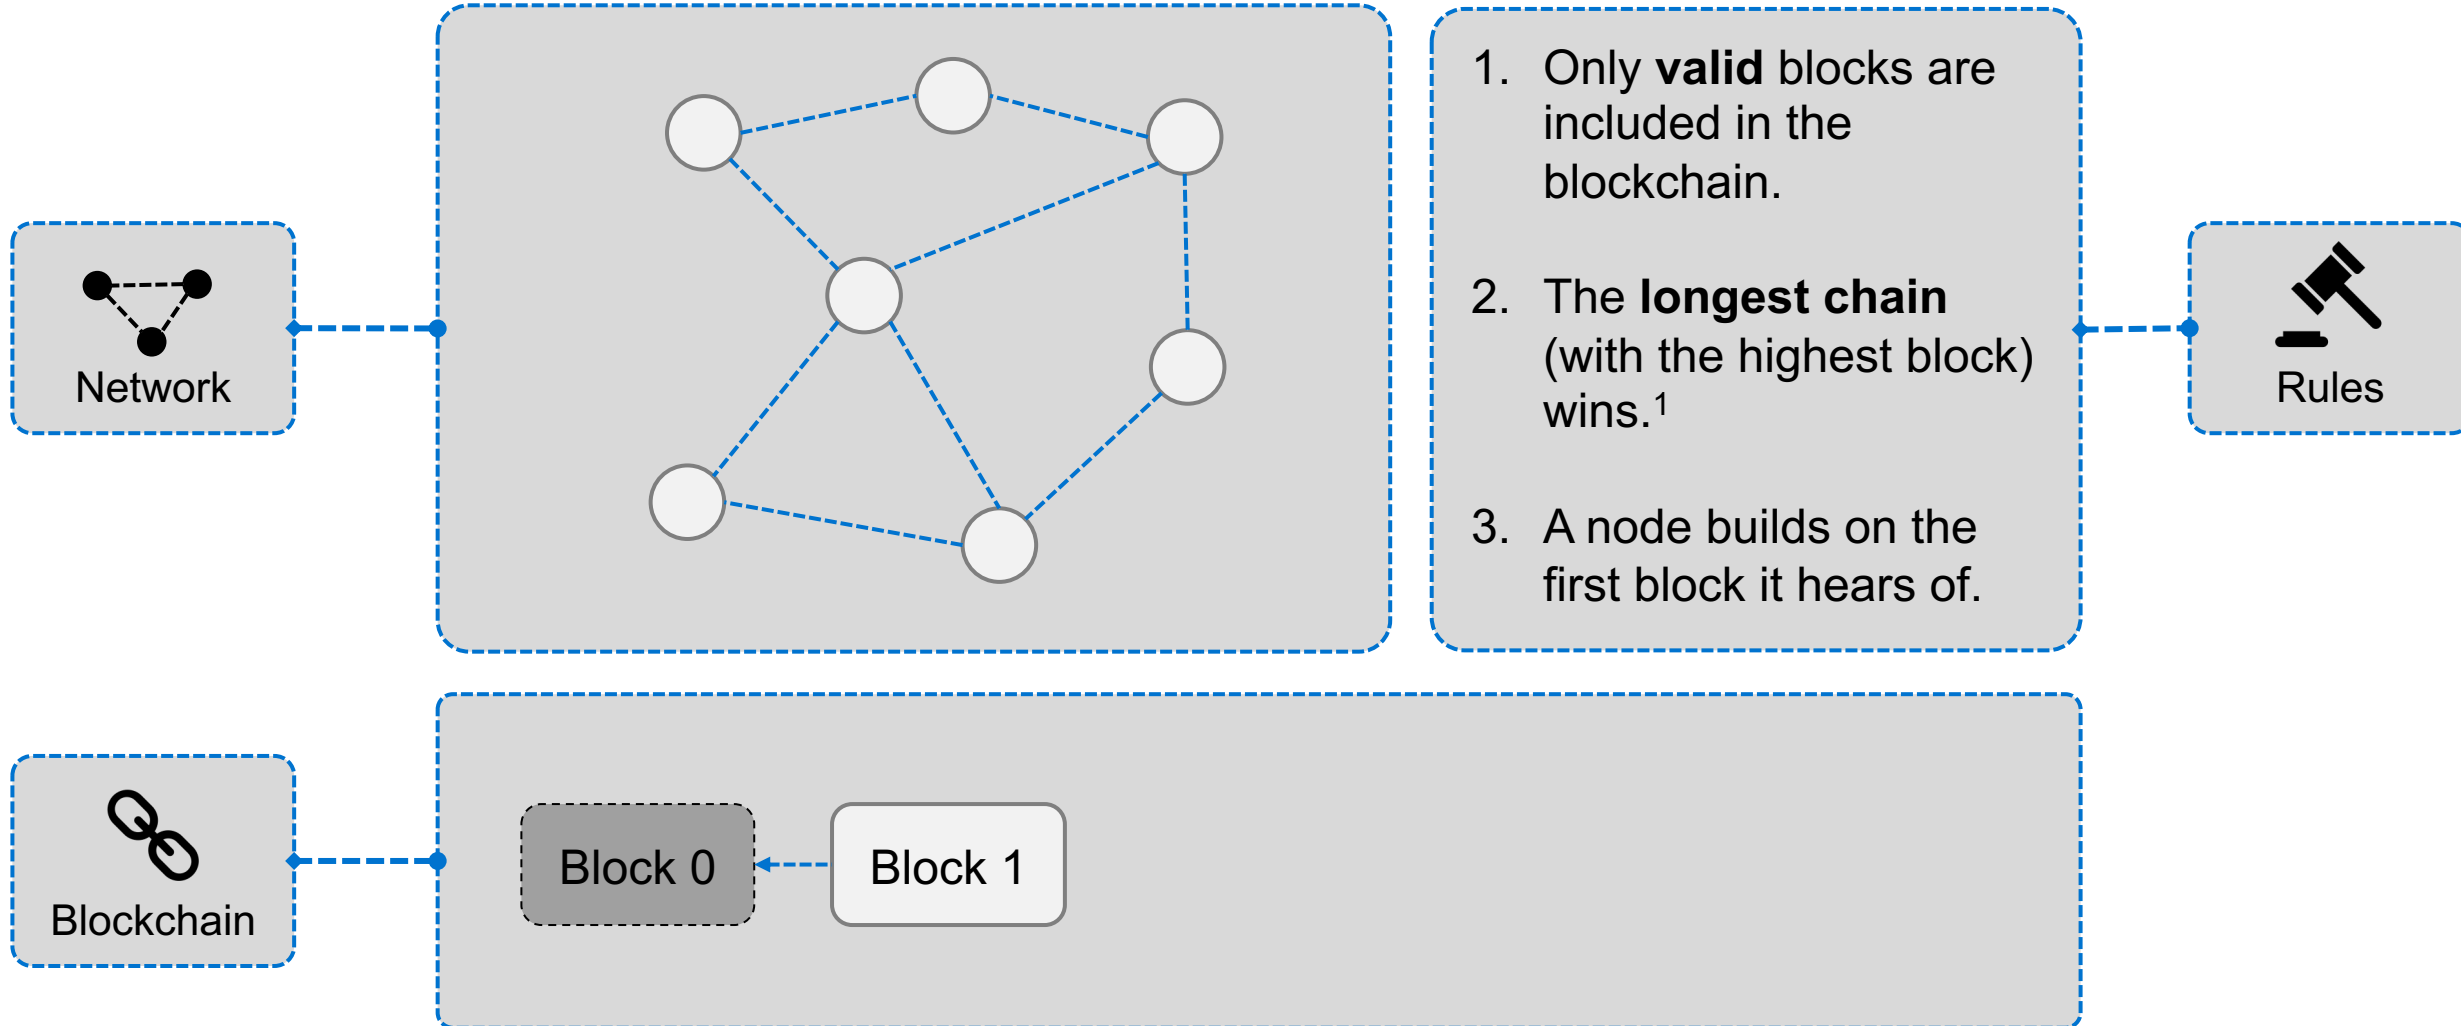 Network
1. Only valid blocks are
included in the
blockchain.
2. The longest chain
(with the highest block)
wins.¹
3. A node builds on the
first block it hears of.
Rules
Blockchain
Block 0
Block 1